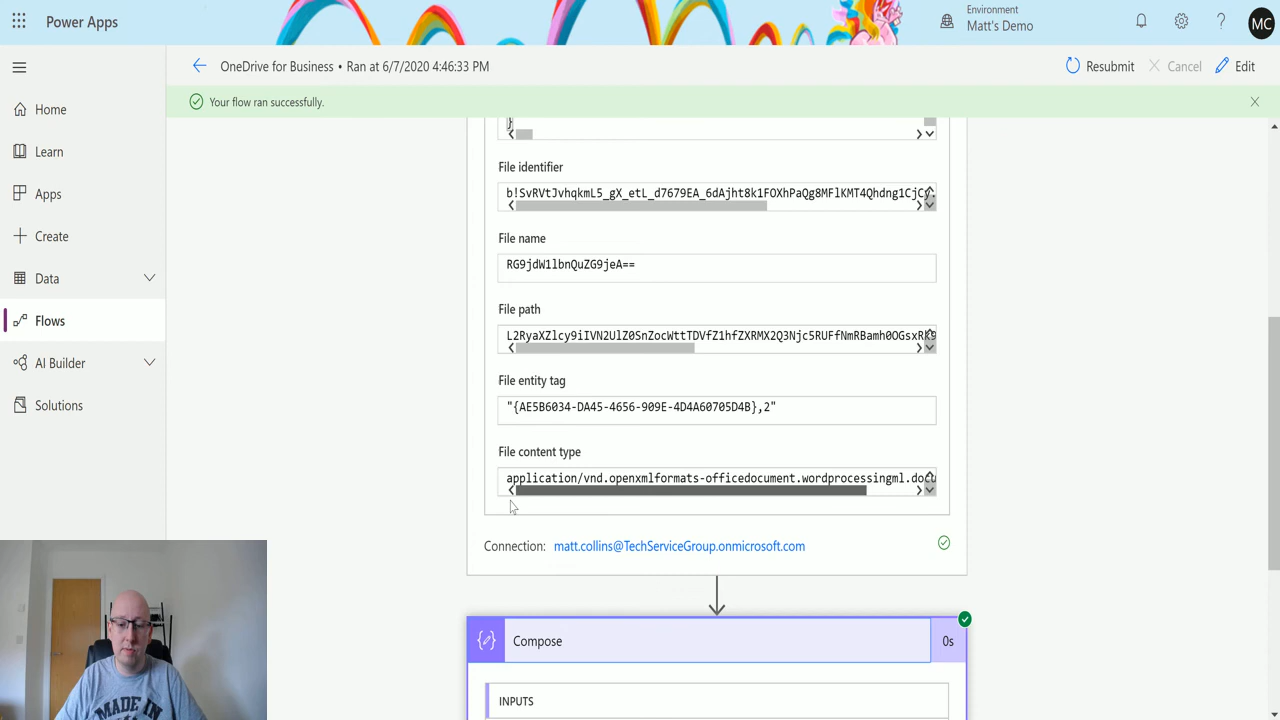 Power Apps
Environment
Matt's Demo
MC
OneDrive for Business • Ran at 6/7/2020 4:46:33 PM
Resubmit
Cancel
Edit
Your flow ran successfully.
Home
Learn
Apps
Create
Data
Flows
AI Builder
Solutions
}
File identifier
File name
RG9jdW1lbnQuZG9jeA==
File path
File entity tag
"{AE5B6034-DA45-4656-909E-4D4A60705D4B},2"
File content type
application/vnd.openxmlformats-officedocument.wordprocessingml.docu
Connection: matt.collins@TechServiceGroup.onmicrosoft.com
Compose
0s
INPUTS
MADE IN